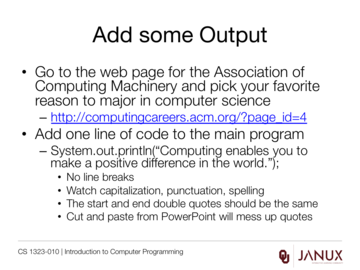 Add some Output
• Go to the web page for the Association of
Computing Machinery and pick your favorite
reason to major in computer science
– http://computingcareers.acm.org/?page_id=4
• Add one line of code to the main program
– System.out.println(“Computing enables you to
make a positive difference in the world.”);
• No line breaks
• Watch capitalization, punctuation, spelling
• The start and end double quotes should be the same
• Cut and paste from PowerPoint will mess up quotes
CS 1323-010 | Introduction to Computer Programming
JANUX